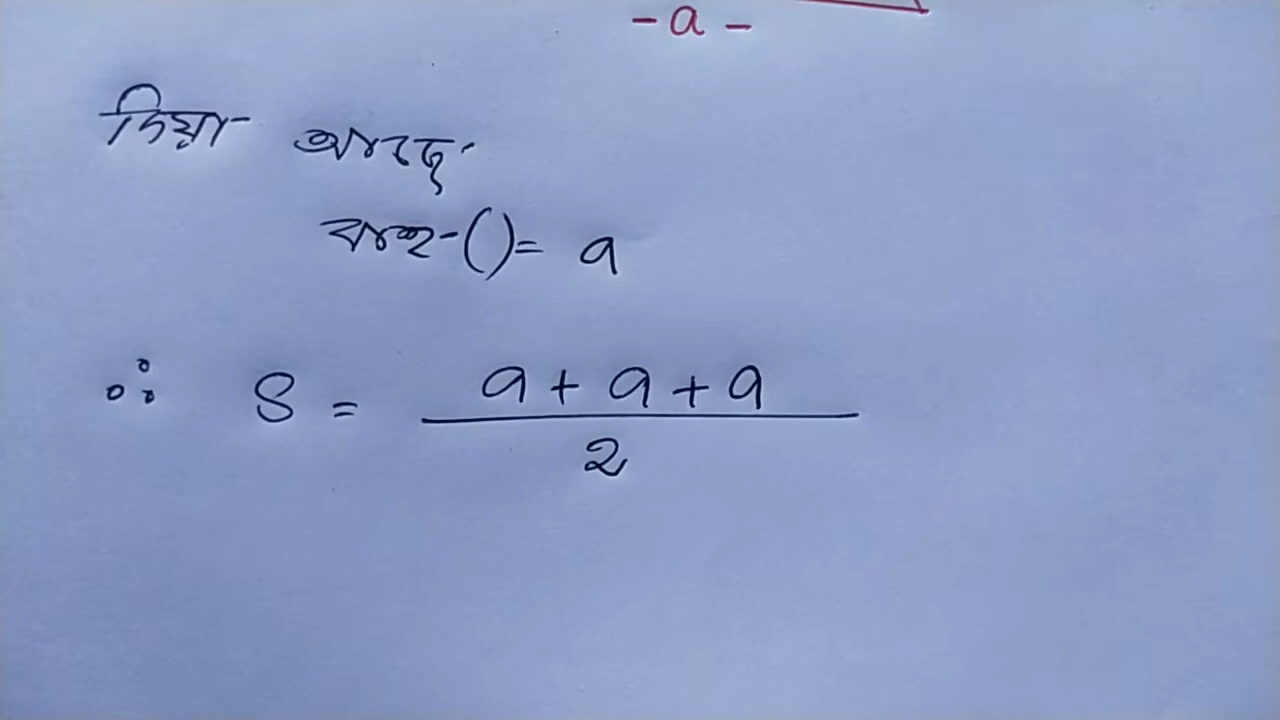 - a -
দিয়া আছে
বাহু () = a
∴ S = a + a + a
2